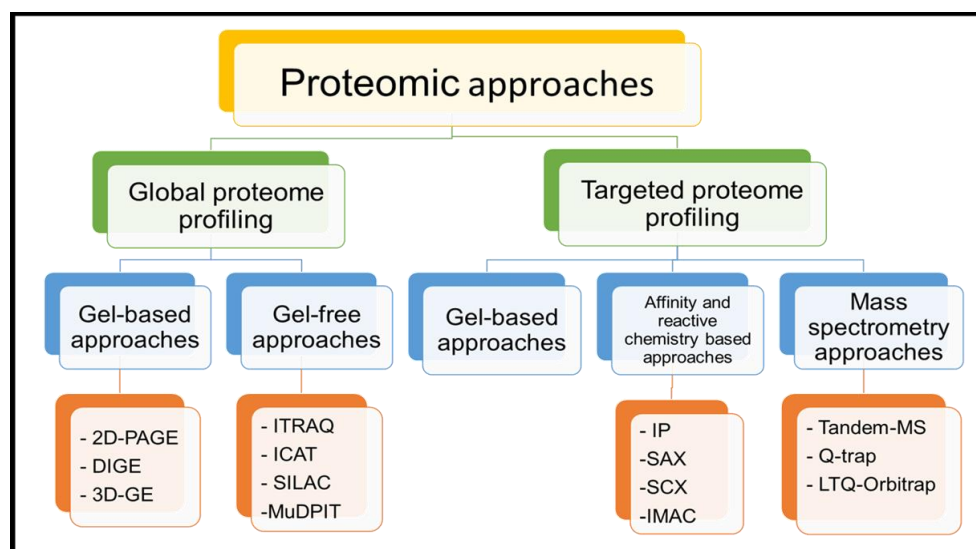 Proteomic approaches
Global proteome
profiling
Targeted proteome
profiling
Gel-based
approaches
Gel-free
approaches
Gel-based
approaches
Affinity and
reactive
chemistry based
approaches
Mass
spectrometry
approaches
- 2D-PAGE
- DIGE
- 3D-GE
- ITRAQ
- ICAT
- SILAC
-MuDPIT
- IP
-SAX
-SCX
-IMAC
- Tandem-MS
- Q-trap
- LTQ-Orbitrap